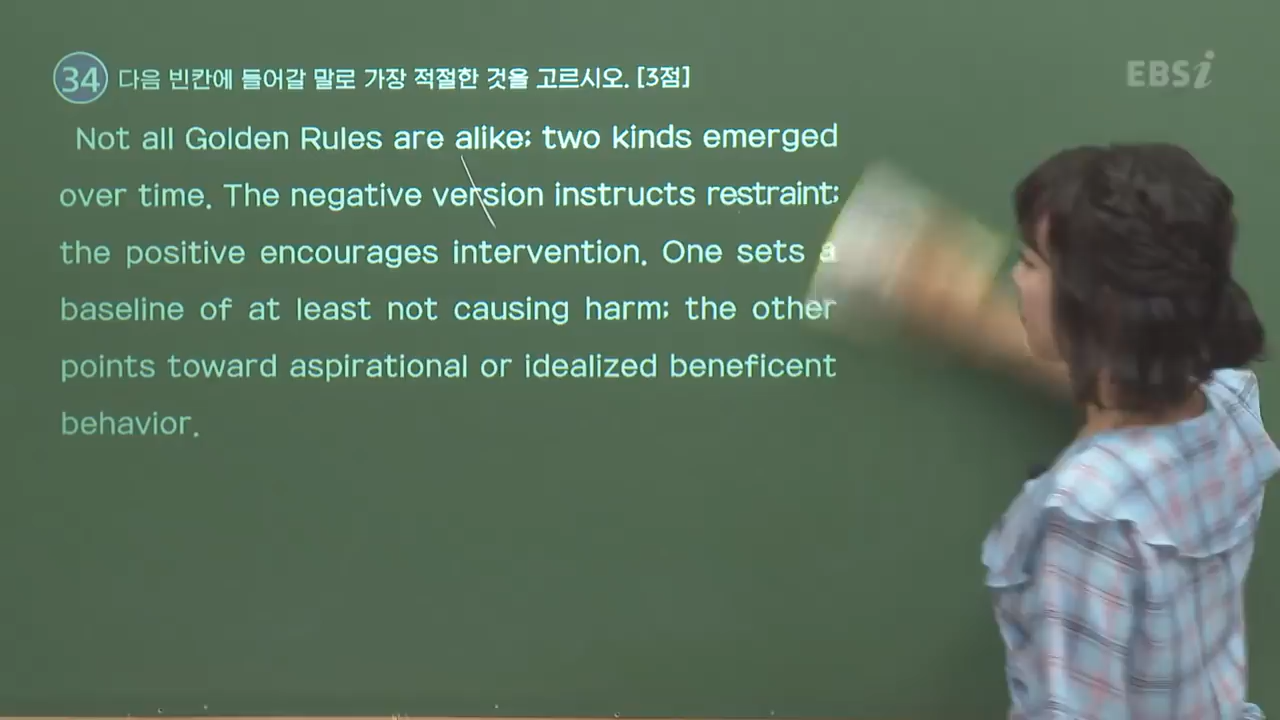 34 다음 빈칸에 들어갈 말로 가장 적절한 것을 고르시오. [3점]
EBSi
Not all Golden Rules are alike; two kinds emerged
over time. The negative version instructs restraint;
the positive encourages intervention. One sets a
baseline of at least not causing harm; the other
points toward aspirational or idealized beneficent
behavior.